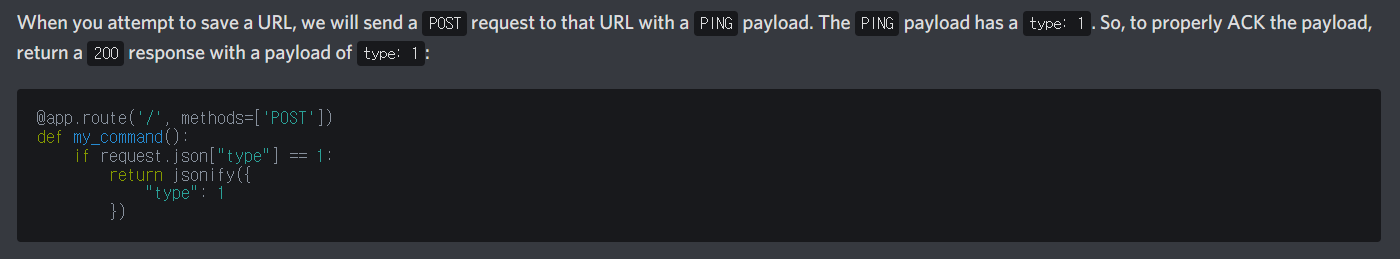 When you attempt to save a URL, we will send a POST request to that URL with a PING payload. The PING payload has a type: 1. So, to properly ACK the payload,
return a 200 response with a payload of type: 1:
@app.route('/', methods=['POST'])
def my_command():
    if request.json["type"] == 1:
        return jsonify({
            "type": 1
        })